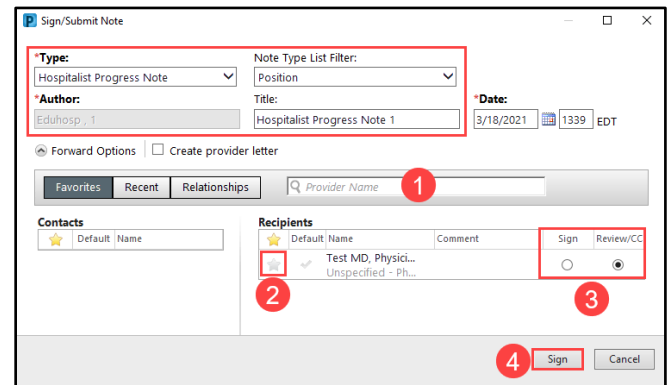 P Sign/Submit Note
*Type: Note Type List Filter:
Hospitalist Progress Note Position
*Author: Title: *Date:
Eduhosp , 1 Hospitalist Progress Note 1 3/18/2021 1339 EDT
Forward Options Create provider letter
Favorites Recent Relationships Provider Name 1
Contacts Recipients
Default Name Default Name Comment Sign Review/CC
Test MD, Physici...
Unspecified - Ph...
2 3
4 Sign Cancel